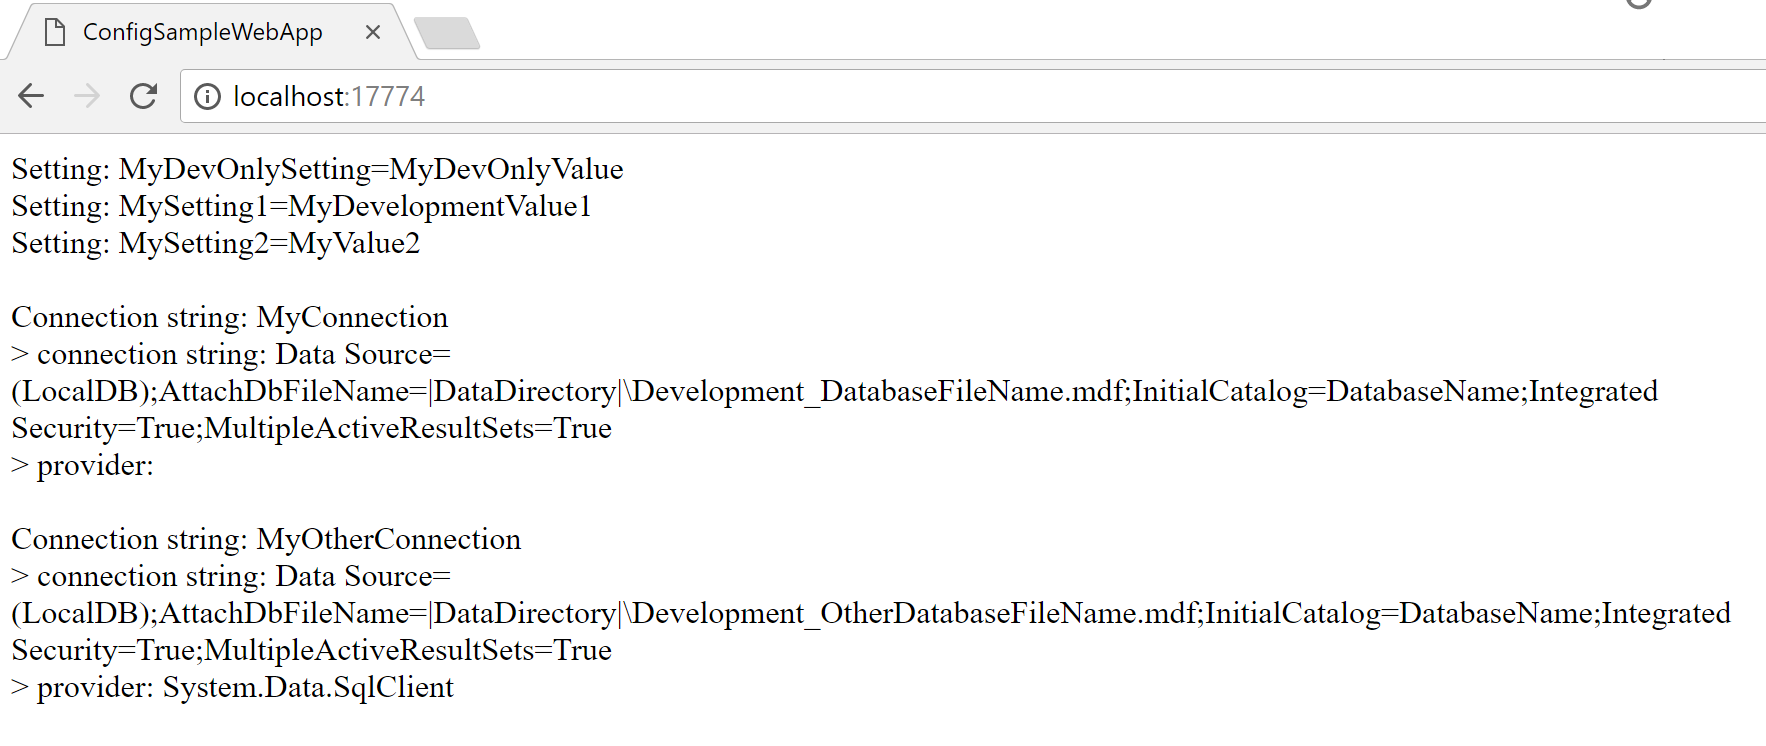 ConfigSampleWebApp
localhost:17774
Setting: MyDevOnlySetting=MyDevOnlyValue
Setting: MySetting1=MyDevelopmentValue1
Setting: MySetting2=MyValue2
Connection string: MyConnection
> connection string: Data Source=
(LocalDB);AttachDbFileName=|DataDirectory|\Development_DatabaseFileName.mdf;InitialCatalog=DatabaseName;Integrated
Security=True;MultipleActiveResultSets=True
> provider:
Connection string: MyOtherConnection
> connection string: Data Source=
(LocalDB);AttachDbFileName=|DataDirectory|\Development_OtherDatabaseFileName.mdf;InitialCatalog=DatabaseName;Integrated
Security=True;MultipleActiveResultSets=True
> provider: System.Data.SqlClient